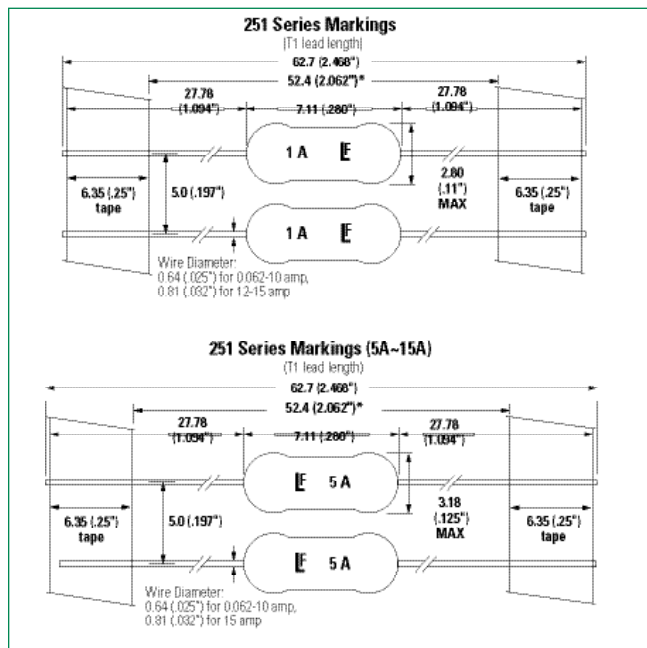 251 Series Markings
(T1 lead length)
62.7 (2.468")
52.4 (2.062")*
27.78
(1.094")
7.11 (.280")
27.78
(1.094")
1 A LF
6.35 (.25")
tape
5.0 (.197")
2.80
(.11")
MAX
6.35 (.25")
tape
1 A LF
Wire Diameter:
0.64 (.025") for 0.062-10 amp,
0.81 (.032") for 12-15 amp
251 Series Markings (5A~15A)
(T1 lead length)
62.7 (2.468")
52.4 (2.062")*
27.78
(1.094")
7.11 (.280")
27.78
(1.094")
LF 5 A
6.35 (.25")
tape
5.0 (.197")
3.18
(.125")
MAX
6.35 (.25")
tape
LF 5 A
Wire Diameter:
0.64 (.025") for 0.062-10 amp,
0.81 (.032") for 15 amp